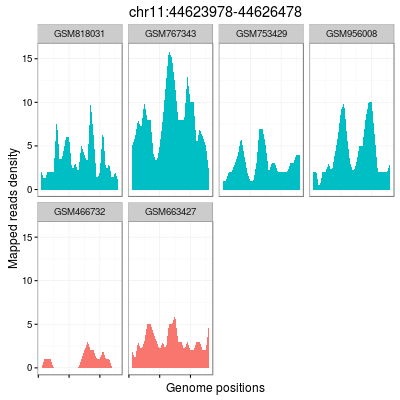 chr11:44623978-44626478
GSM818031 GSM767343 GSM753429 GSM956008
15
10
5
0
GSM466732 GSM663427
15
10
5
0
Mapped reads density
Genome positions